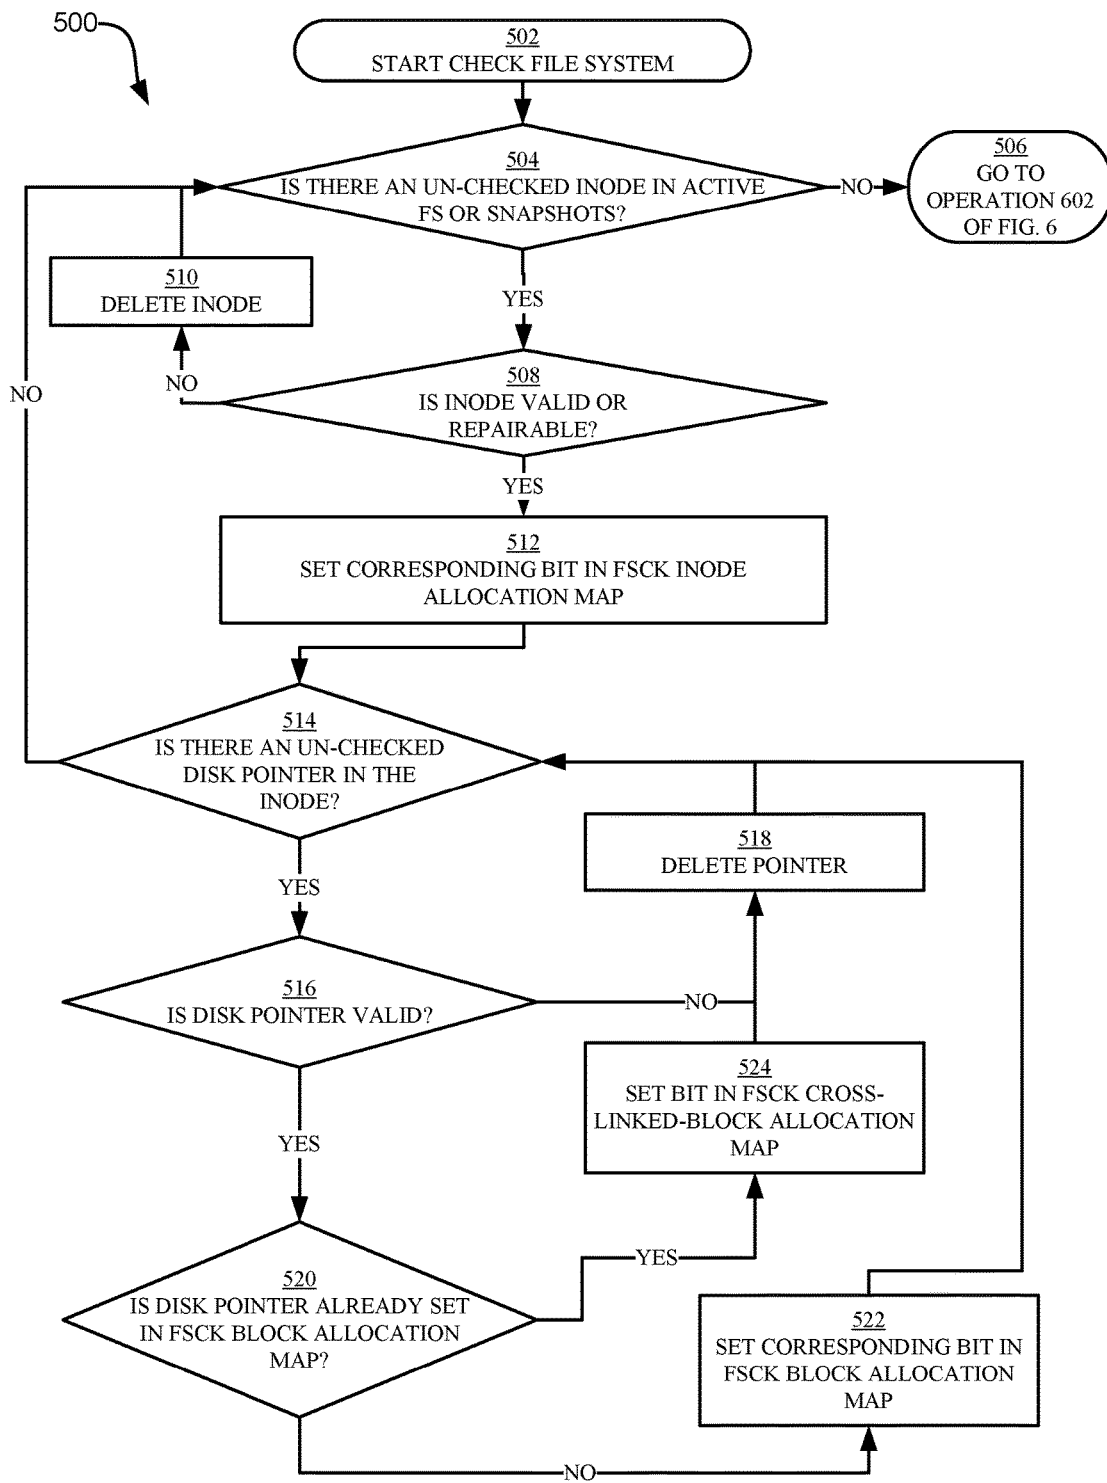 500
502
START CHECK FILE SYSTEM
504
IS THERE AN UN-CHECKED INODE IN ACTIVE
FS OR SNAPSHOTS?
NO
506
GO TO
OPERATION 602
OF FIG. 6
510
DELETE INODE
YES
NO
NO
508
IS INODE VALID OR
REPAIRABLE?
YES
512
SET CORRESPONDING BIT IN FSCK INODE
ALLOCATION MAP
514
IS THERE AN UN-CHECKED
DISK POINTER IN THE
INODE?
518
DELETE POINTER
YES
516
IS DISK POINTER VALID?
NO
524
SET BIT IN FSCK CROSS-
LINKED-BLOCK ALLOCATION
MAP
YES
520
IS DISK POINTER ALREADY SET
IN FSCK BLOCK ALLOCATION
MAP?
YES
522
SET CORRESPONDING BIT IN
FSCK BLOCK ALLOCATION
MAP
NO